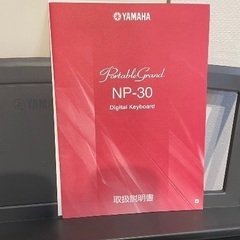 YAMAHA
Portable Grand
NP-30
Digital Keyboard
取扱説明書